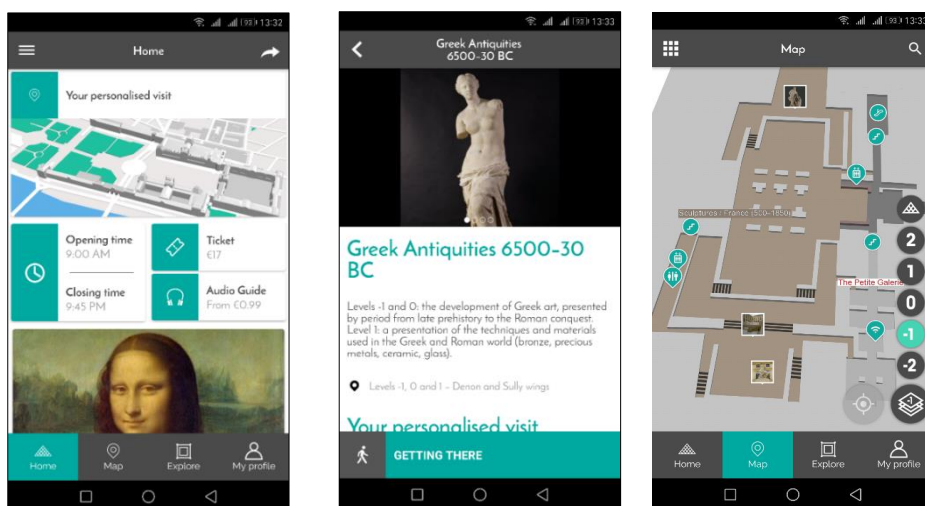 93 13:32
Home
Your personalised visit
Opening time
9:00 AM
Closing time
9:45 PM
Ticket
€17
Audio Guide
From €0.99
Home
Map
Explore
My profile
93 13:33
Greek Antiquities
6500-30 BC
Greek Antiquities 6500–30
BC
Levels -1 and 0: the development of Greek art, presented
by period from late prehistory to the Roman conquest.
Level 1: a presentation of the techniques and materials
used in the Greek and Roman world (bronze, precious
metals, ceramic, glass).
Levels -1, 0 and 1 – Denon and Sully wings
Your personalised visit
GETTING THERE
93 13:33
Map
Sculptures / France (500–1850)
The Petite Galerie
2
1
0
-1
-2
-1
Home
Map
Explore
My profile